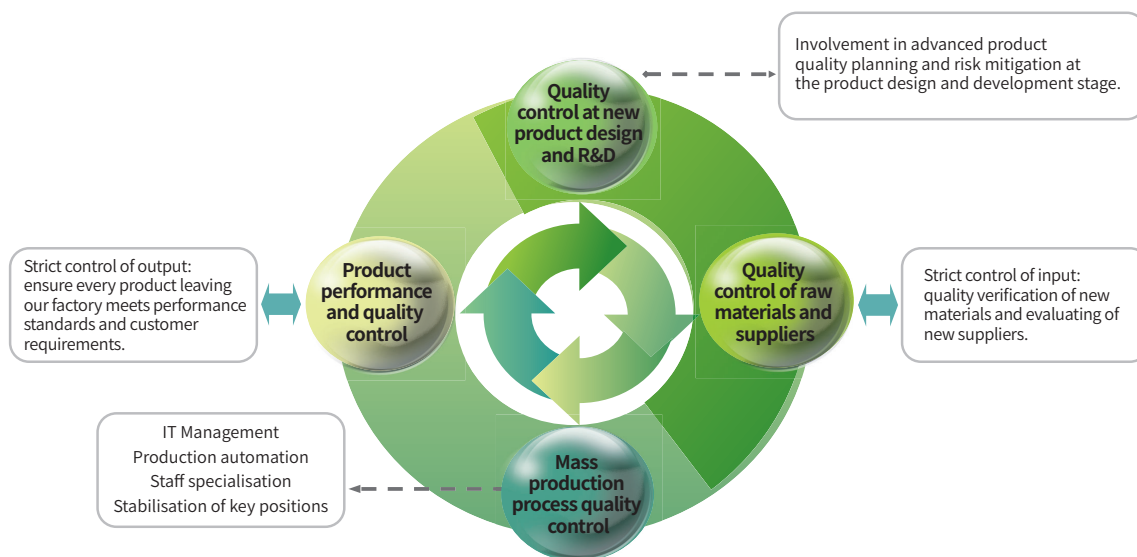 Involvement in advanced product
quality planning and risk mitigation at
the product design and development stage.
Quality
control at new
product design
and R&D
Strict control of output:
ensure every product leaving
our factory meets performance
standards and customer
requirements.
Product
performance
and quality
control
Quality
control of raw
materials and
suppliers
Strict control of input:
quality verification of new
materials and evaluating of
new suppliers.
IT Management
Production automation
Staff specialisation
Stabilisation of key positions
Mass
production
process quality
control